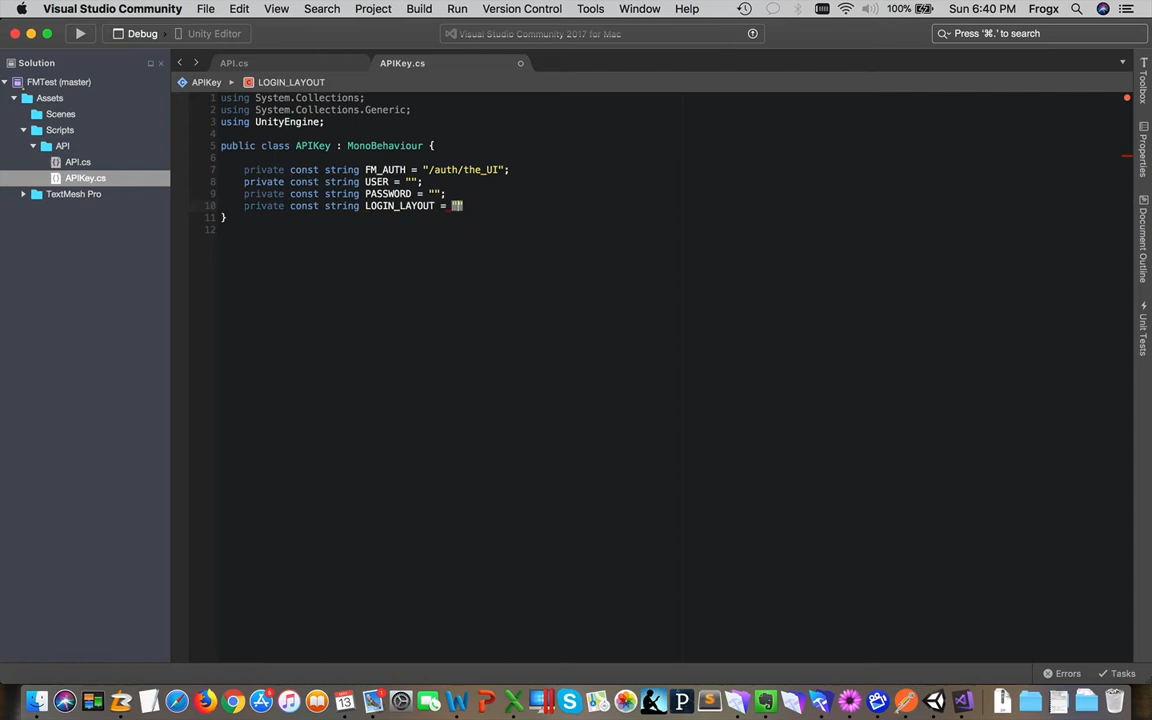 Visual Studio Community File Edit View Search Project Build Run Version Control Tools Window Help 100% Sun 6:40 PM Frogx
Debug Unity Editor Visual Studio Community 2017 for Mac Press '⌘.' to search
Solution API.cs APIKey.cs
FMTest (master) APIKey LOGIN_LAYOUT
Assets
Scenes
Scripts
API
API.cs
APIKey.cs
TextMesh Pro
1 using System.Collections;
2 using System.Collections.Generic;
3 using UnityEngine;
4
5 public class APIKey : MonoBehaviour {
6
7 private const string FM_AUTH = "/auth/the_UI";
8 private const string USER = "";
9 private const string PASSWORD = "";
10 private const string LOGIN_LAYOUT = ""
11 }
12
Toolbox
Properties
Document Outline
Unit Tests
Errors Tasks